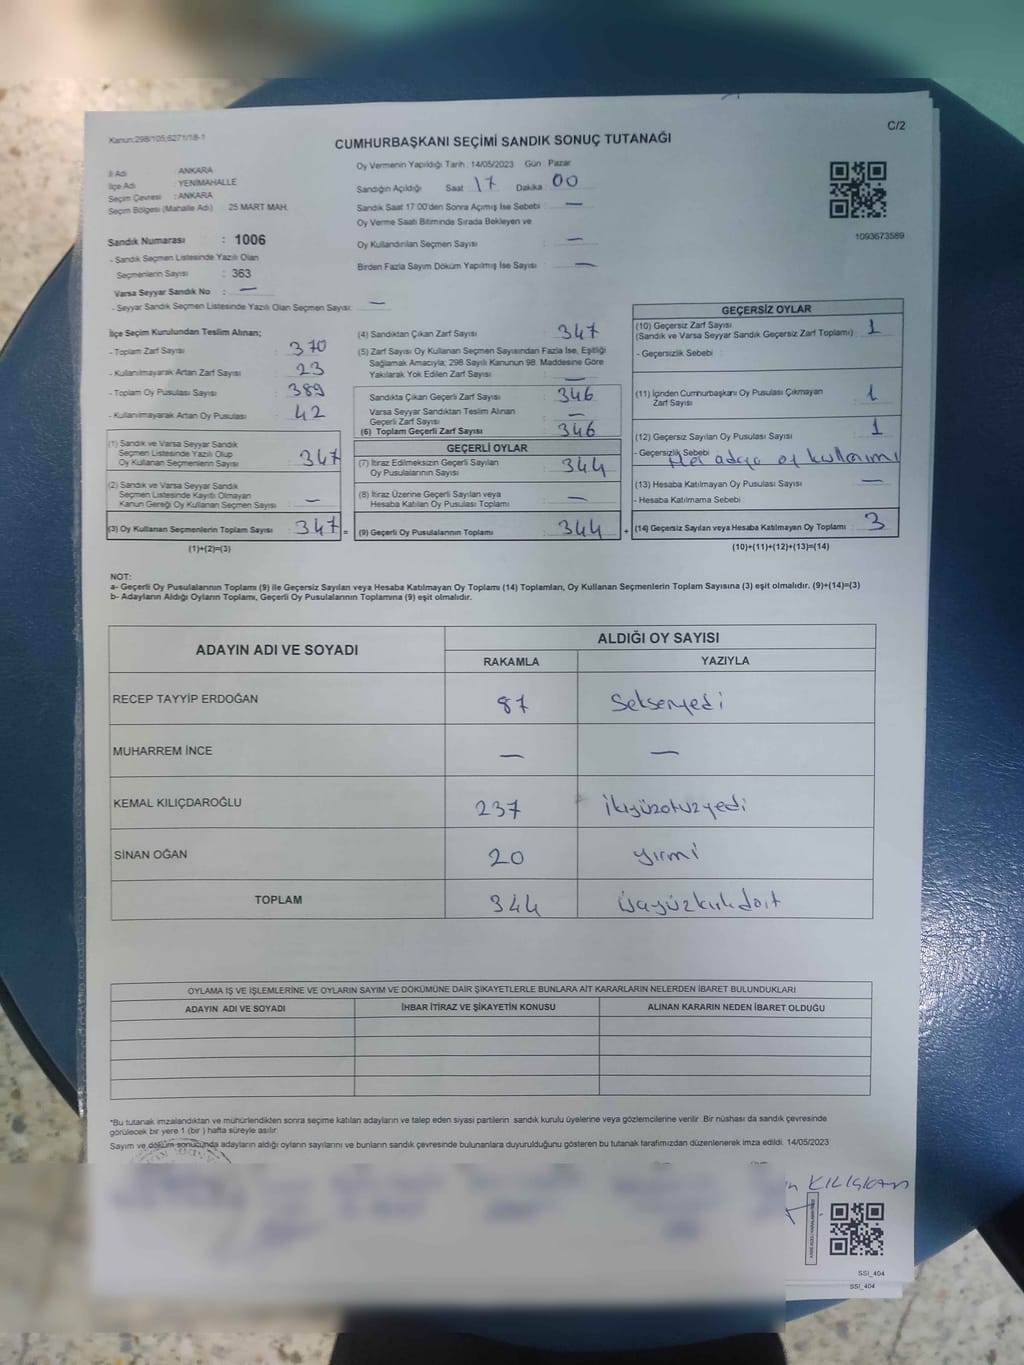 Kanun:298/105;6271/18-1
C/2
CUMHURBAŞKANI SEÇİMİ SANDIK SONUÇ TUTANAĞI
İl Adı : ANKARA
İlçe Adı : YENİMAHALLE
Seçim Çevresi : ANKARA
Seçim Bölgesi (Mahalle Adı) 25 MART MAH.
Sandık Numarası : 1006
- Sandık Seçmen Listesinde Yazılı Olan
Seçmenlerin Sayısı : 363
Varsa Seyyar Sandık No : —
- Seyyar Sandık Seçmen Listesinde Yazılı Olan Seçmen Sayısı: —
Oy Vermenin Yapıldığı Tarih : 14/05/2023 Gün : Pazar
Sandığın Açıldığı Saat 17 Dakika 00
Sandık Saat 17:00'den Sonra Açımış İse Sebebi : —
Oy Verme Saati Bitiminde Sırada Bekleyen ve
Oy Kullandırılan Seçmen Sayısı : —
Birden Fazla Sayım Döküm Yapılmış İse Sayısı : —
1093673589
İlçe Seçim Kurulundan Teslim Alınan;
- Toplam Zarf Sayısı : 370
- Kullanılmayarak Artan Zarf Sayısı : 23
- Toplam Oy Pusulası Sayısı : 389
- Kullanılmayarak Artan Oy Pusulası : 42
(1) Sandık ve Varsa Seyyar Sandık
Seçmen Listesinde Yazılı Olup
Oy Kullanan Seçmenlerin Sayısı : 347
(2) Sandık ve Varsa Seyyar Sandık
Seçmen Listesinde Kayıtlı Olmayan
Kanun Gereği Oy Kullanan Seçmen Sayısı : —
(3) Oy Kullanan Seçmenlerin Toplam Sayısı : 347 =
(1)+(2)=(3)
(4) Sandıktan Çıkan Zarf Sayısı : 347
(5) Zarf Sayısı Oy Kullanan Seçmen Sayısından Fazla İse, Eşitliği
Sağlamak Amacıyla; 298 Sayılı Kanunun 98. Maddesine Göre
Yakılarak Yok Edilen Zarf Sayısı : —
Sandıkta Çıkan Geçerli Zarf Sayısı : 346
Varsa Seyyar Sandıktan Teslim Alınan
Geçerli Zarf Sayısı : —
(6) Toplam Geçerli Zarf Sayısı : 346
GEÇERLİ OYLAR
(7) İtiraz Edilmeksizin Geçerli Sayılan
Oy Pusulalarının Sayısı : 344
(8) İtiraz Üzerine Geçerli Sayılan veya
Hesaba Katılan Oy Pusulası Toplamı : —
(9) Geçerli Oy Pusulalarının Toplamı : 344 +
GEÇERSİZ OYLAR
(10) Geçersiz Zarf Sayısı
(Sandık ve Varsa Seyyar Sandık Geçersiz Zarf Toplamı) : 1
- Geçersizlik Sebebi :
(11) İçinden Cumhurbaşkanı Oy Pusulası Çıkmayan
Zarf Sayısı : 1
(12) Geçersiz Sayılan Oy Pusulası Sayısı : 1
- Geçersizlik Sebebi : Her adaya oy kullanımı
(13) Hesaba Katılmayan Oy Pusulası Sayısı : —
- Hesaba Katılmama Sebebi :
(14) Geçersiz Sayılan veya Hesaba Katılmayan Oy Toplamı : 3
(10)+(11)+(12)+(13)=(14)
NOT:
a- Geçerli Oy Pusulalarının Toplamı (9) ile Geçersiz Sayılan veya Hesaba Katılmayan Oy Toplamı (14) Toplamları, Oy Kullanan Seçmenlerin Toplam Sayısına (3) eşit olmalıdır. (9)+(14)=(3)
b- Adayların Aldığı Oyların Toplamı, Geçerli Oy Pusulalarının Toplamına (9) eşit olmalıdır.
ADAYIN ADI VE SOYADI
ALDIĞI OY SAYISI
RAKAMLA YAZIYLA
RECEP TAYYİP ERDOĞAN 87 Seksenyedi
MUHARREM İNCE — —
KEMAL KILIÇDAROĞLU 237 İkiyüzotuzyedi
SİNAN OĞAN 20 yirmi
TOPLAM 344 Üçyüzkırkdört
OYLAMA İŞ VE İŞLEMLERİNE VE OYLARIN SAYIM VE DÖKÜMÜNE DAİR ŞİKAYETLERLE BUNLARA AİT KARARLARIN NELERDEN İBARET BULUNDUKLARI
ADAYIN ADI VE SOYADI İHBAR İTİRAZ VE ŞİKAYETİN KONUSU ALINAN KARARIN NEDEN İBARET OLDUĞU
*Bu tutanak imzalandıktan ve mühürlendikten sonra seçime katılan adayların ve talep eden siyasi partilerin sandık kurulu üyelerine veya gözlemcilerine verilir. Bir nüshası da sandık çevresinde
görülecek bir yere 1 (bir ) hafta süreyle asılır.
Sayım ve döküm sonucunda adayların aldığı oyların sayılarını ve bunların sandık çevresinde bulunanlara duyurulduğunu gösteren bu tutanak tarafımızdan düzenlenerek imza edildi. 14/05/2023
SSI_404
SSI_404